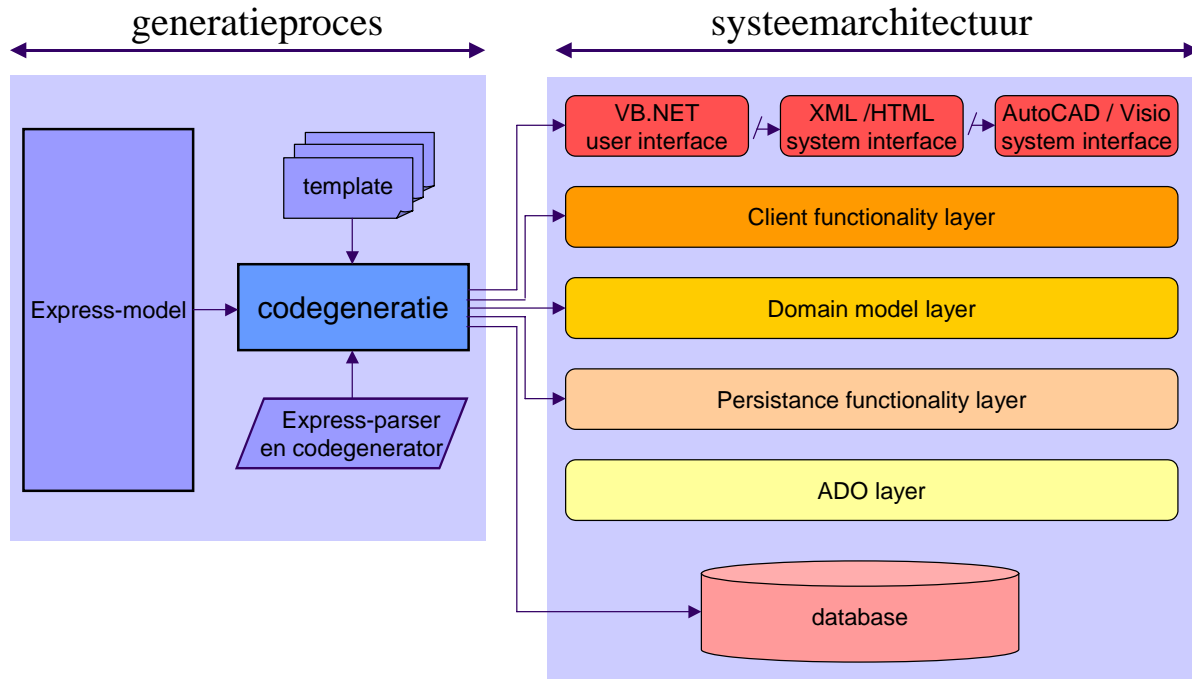 generatieproces
systeemarchitectuur
Express-model
template
codegeneratie
Express-parser
en codegenerator
VB.NET
user interface
XML /HTML
system interface
AutoCAD / Visio
system interface
Client functionality layer
Domain model layer
Persistance functionality layer
ADO layer
database